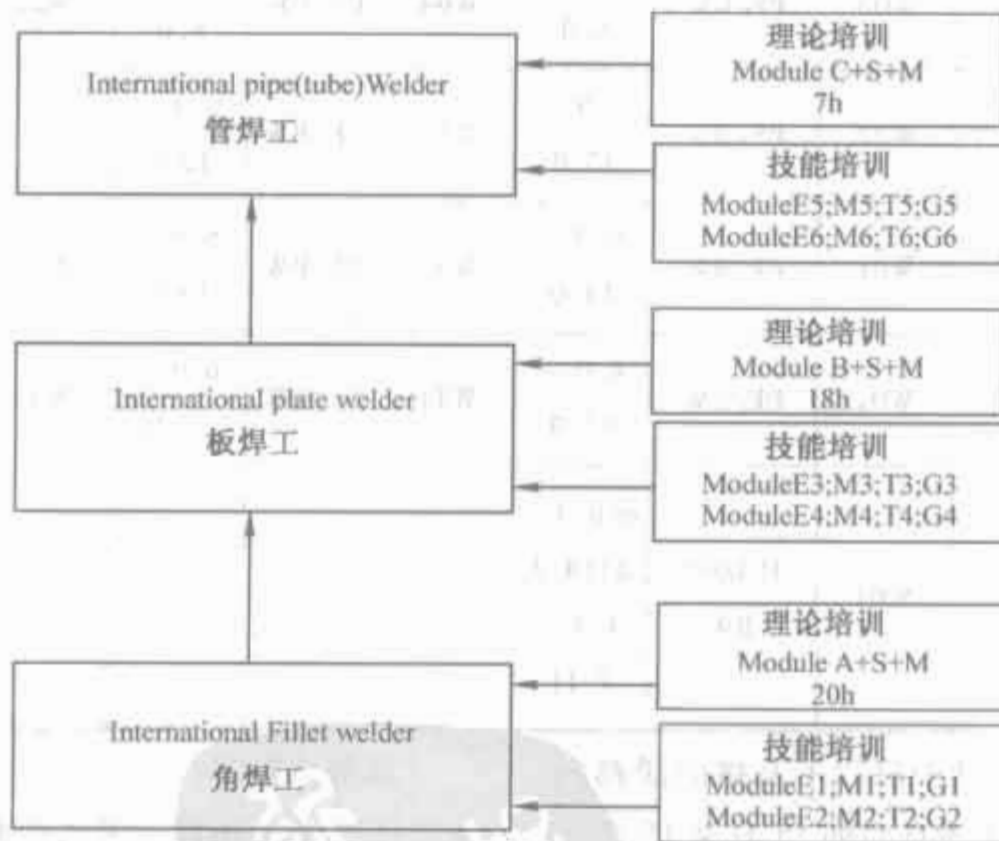 International pipe(tube)Welder
管焊工
理论培训
Module C+S+M
7h
技能培训
ModuleE5;M5;T5;G5
ModuleE6;M6;T6;G6
International plate welder
板焊工
理论培训
Module B+S+M
18h
技能培训
ModuleE3;M3;T3;G3
ModuleE4;M4;T4;G4
International Fillet welder
角焊工
理论培训
Module A+S+M
20h
技能培训
ModuleE1;M1;T1;G1
ModuleE2;M2;T2;G2